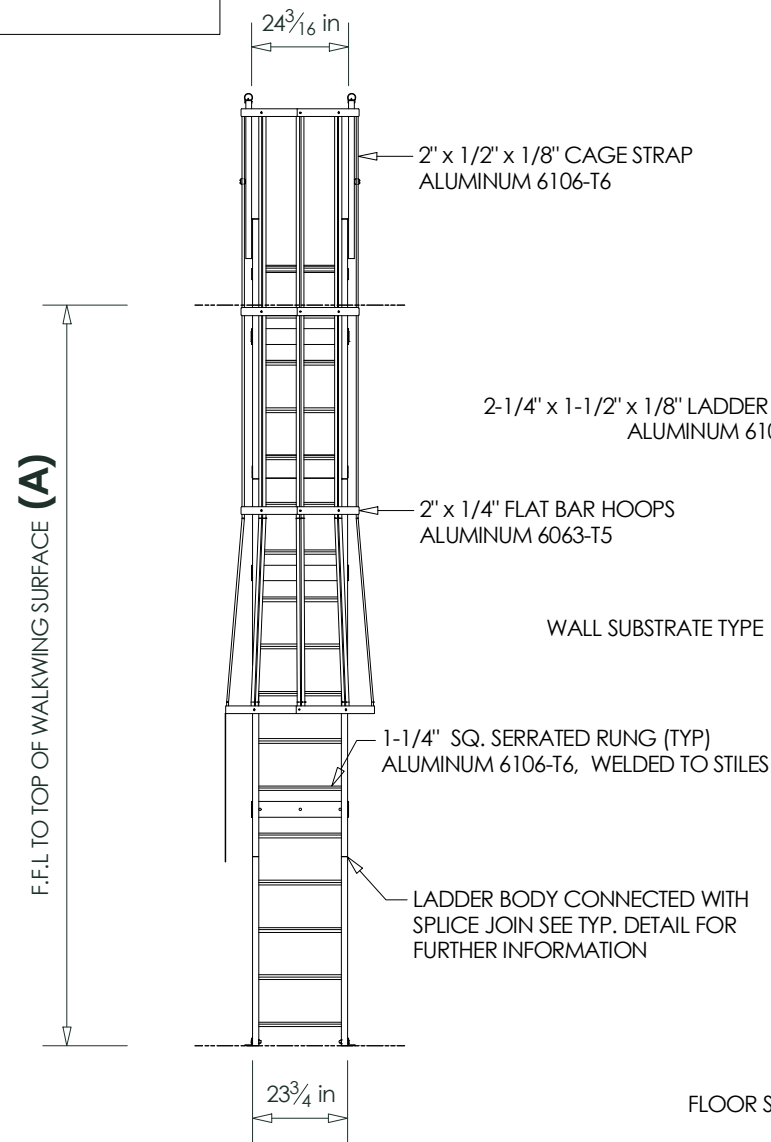 24 3/16 in
2" x 1/2" x 1/8" CAGE STRAP
ALUMINUM 6106-T6
2-1/4" x 1-1/2" x 1/8" LADDER
ALUMINUM 610
2" x 1/4" FLAT BAR HOOPS
ALUMINUM 6063-T5
F.F.L TO TOP OF WALKWING SURFACE (A)
WALL SUBSTRATE TYPE
1-1/4" SQ. SERRATED RUNG (TYP)
ALUMINUM 6106-T6, WELDED TO STILES
LADDER BODY CONNECTED WITH
SPLICE JOIN SEE TYP. DETAIL FOR
FURTHER INFORMATION
23 3/4 in
FLOOR S